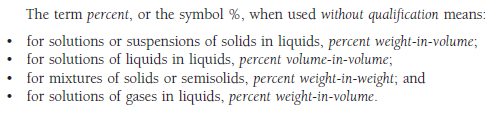 The term percent, or the symbol %, when used without qualification means:
• for solutions or suspensions of solids in liquids, percent weight-in-volume;
• for solutions of liquids in liquids, percent volume-in-volume;
• for mixtures of solids or semisolids, percent weight-in-weight; and
• for solutions of gases in liquids, percent weight-in-volume.